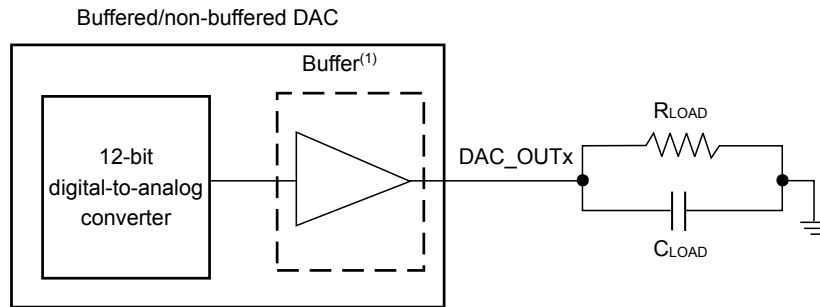 Buffered/non-buffered DAC
Buffer(1)
12-bit
digital-to-analog
converter
DAC_OUTx
RLOAD
CLOAD